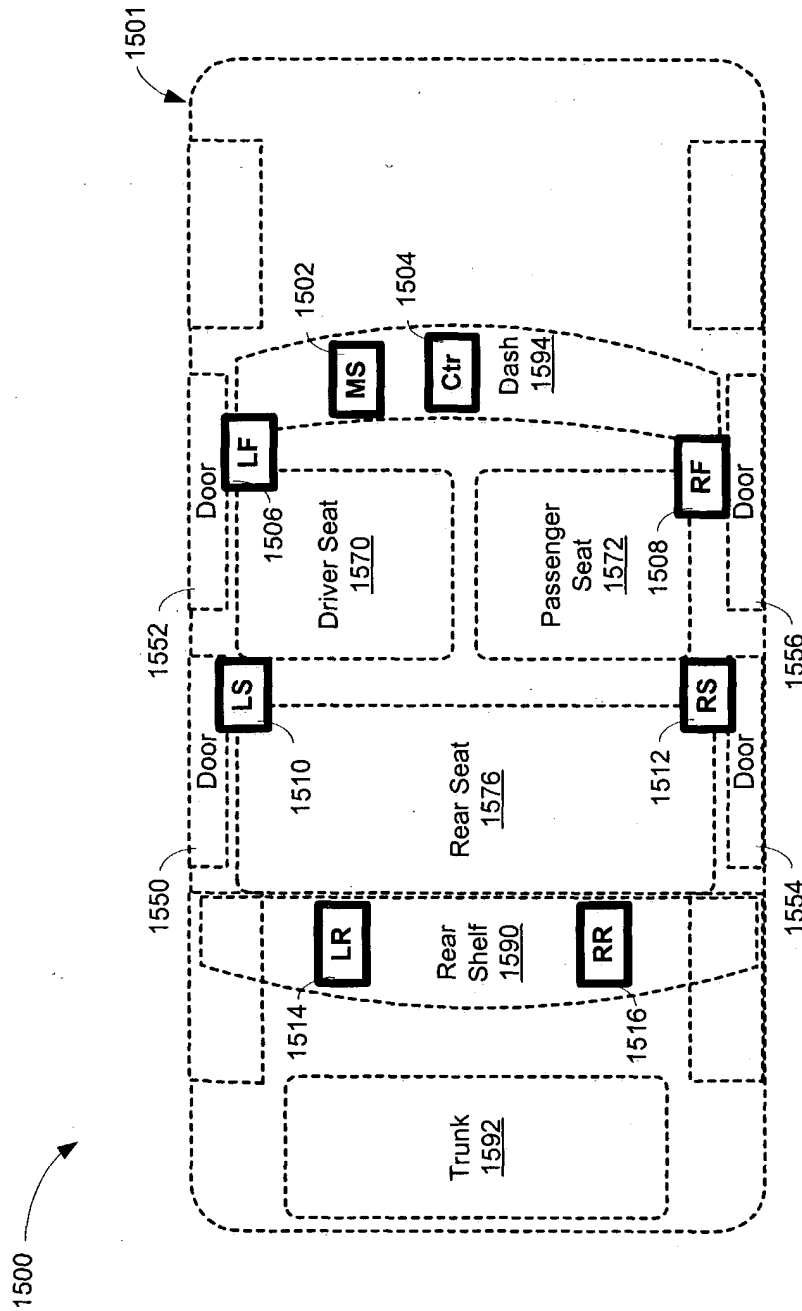 1500
1501
1502
MS
1504
Ctr
Dash
1594
LF
1506
Door
1552
Driver Seat
1570
Passenger
Seat
1572
RF
1508
Door
1556
LS
1510
Door
1550
Rear Seat
1576
RS
1512
Door
1554
LR
1514
Rear
Shelf
1590
RR
1516
Trunk
1592